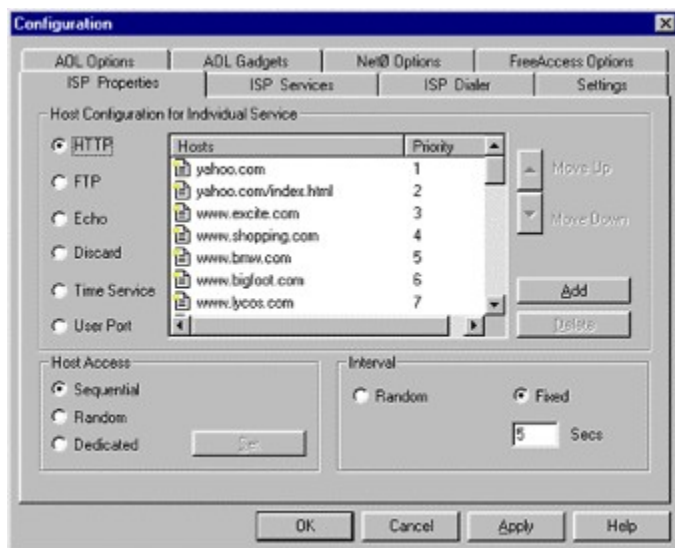 Configuration
AOL Options AOL Gadgets NetØ Options FreeAccess Options
ISP Properties ISP Services ISP Dialer Settings
Host Configuration for Individual Service
HTTP
FTP
Echo
Discard
Time Service
User Port
Hosts Priority
yahoo.com 1
yahoo.com/index.html 2
www.excite.com 3
www.shopping.com 4
www.bmw.com 5
www.bigfoot.com 6
www.lycos.com 7
Move Up
Move Down
Add
Delete
Host Access
Sequential
Random
Dedicated
Set
Interval
Random Fixed
5 Secs
OK Cancel Apply Help